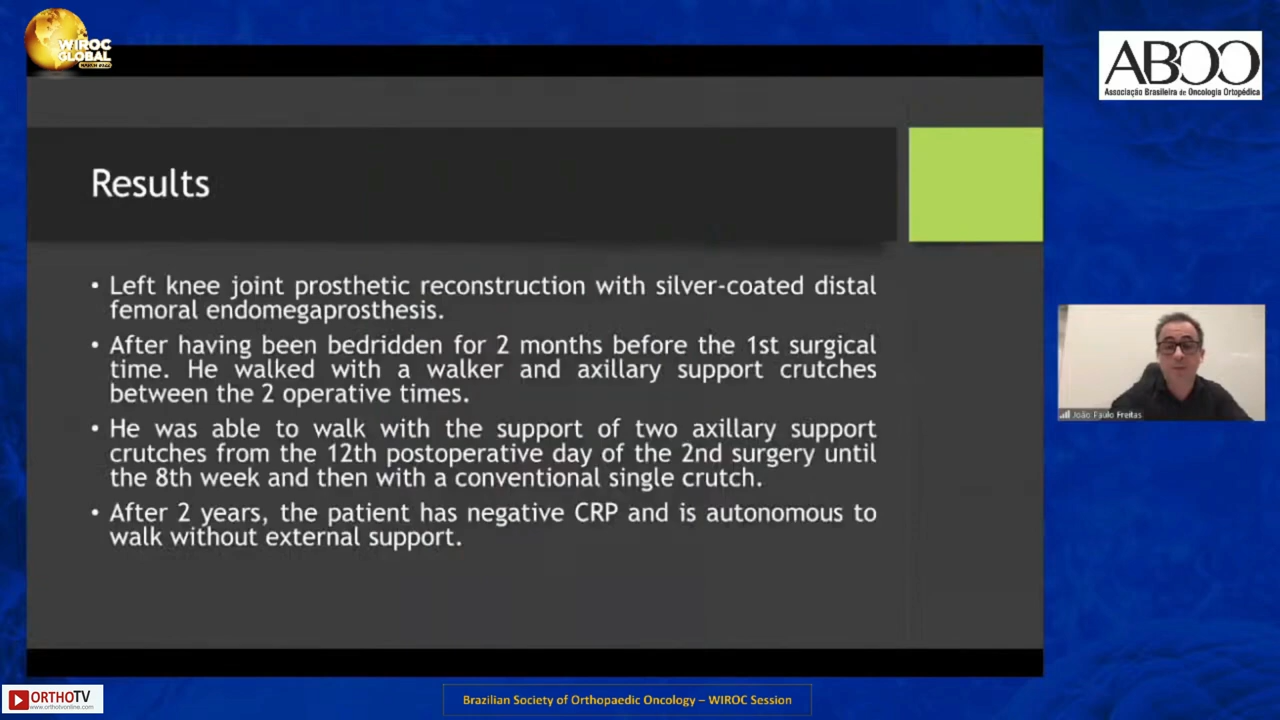 WIROC
GLOBAL
ABOO
Associação Brasileira de Oncologia Ortopédica
Results
• Left knee joint prosthetic reconstruction with silver-coated distal
femoral endomegaprosthesis.
• After having been bedridden for 2 months before the 1st surgical
time. He walked with a walker and axillary support crutches
between the 2 operative times.
• He was able to walk with the support of two axillary support
crutches from the 12th postoperative day of the 2nd surgery until
the 8th week and then with a conventional single crutch.
• After 2 years, the patient has negative CRP and is autonomous to
walk without external support.
João Paulo Freitas
ORTHOTV
www.orthotvonline.com
Brazilian Society of Orthopaedic Oncology – WIROC Session